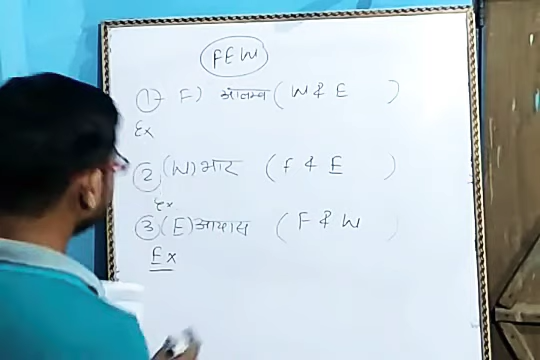 FEW
① F) आलम्ब ( W & E )
Ex
② (W) भार ( F & E )
Ex
③ (E) आयास ( F & W )
Ex